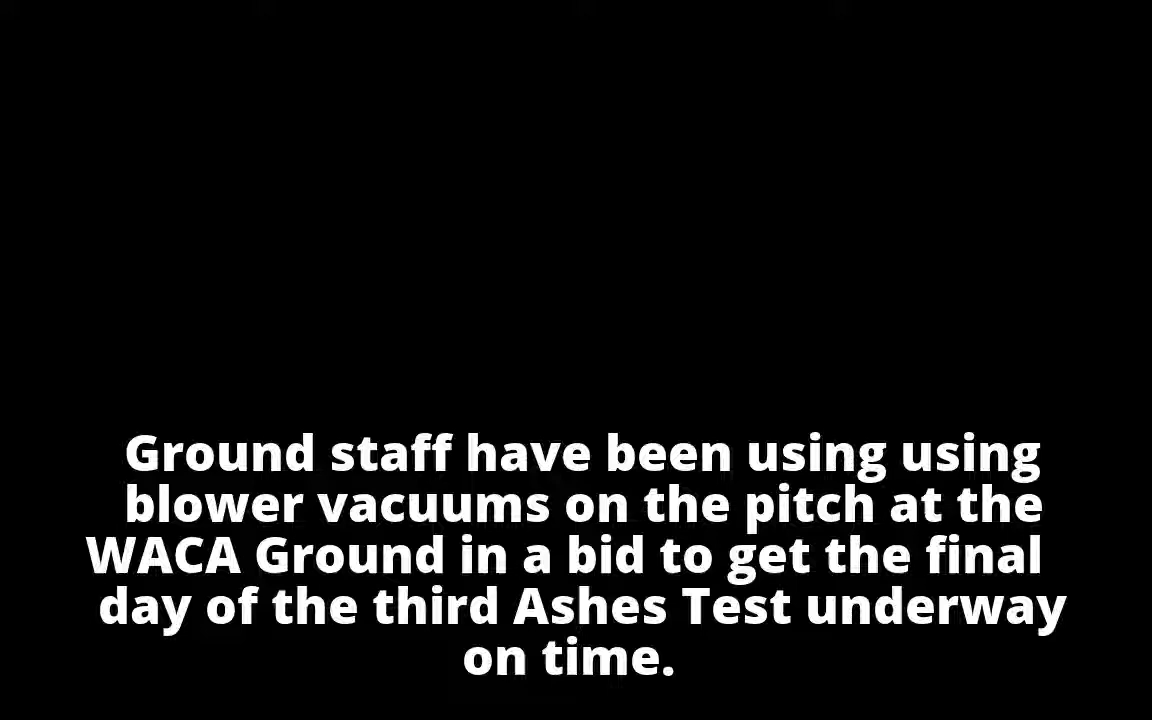 Ground staff have been using using
blower vacuums on the pitch at the
WACA Ground in a bid to get the final
day of the third Ashes Test underway
on time.